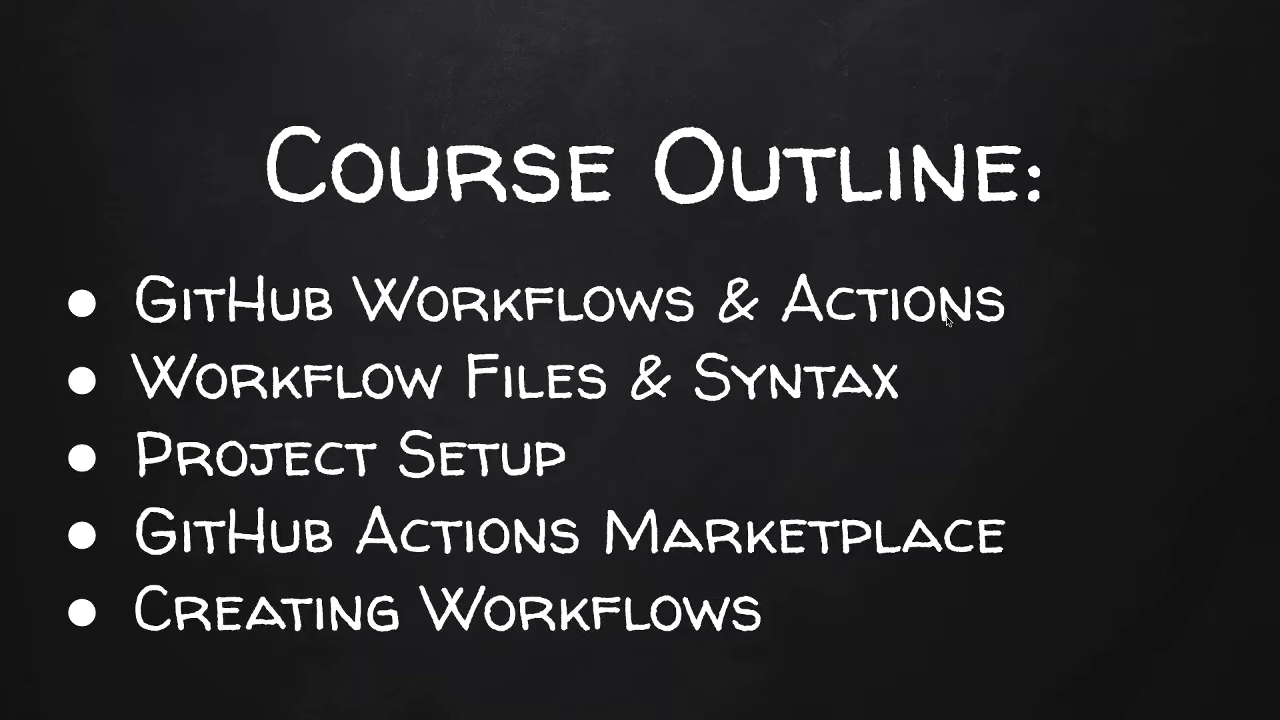 Course Outline:
● GitHub Workflows & Actions
● Workflow Files & Syntax
● Project Setup
● GitHub Actions Marketplace
● Creating Workflows